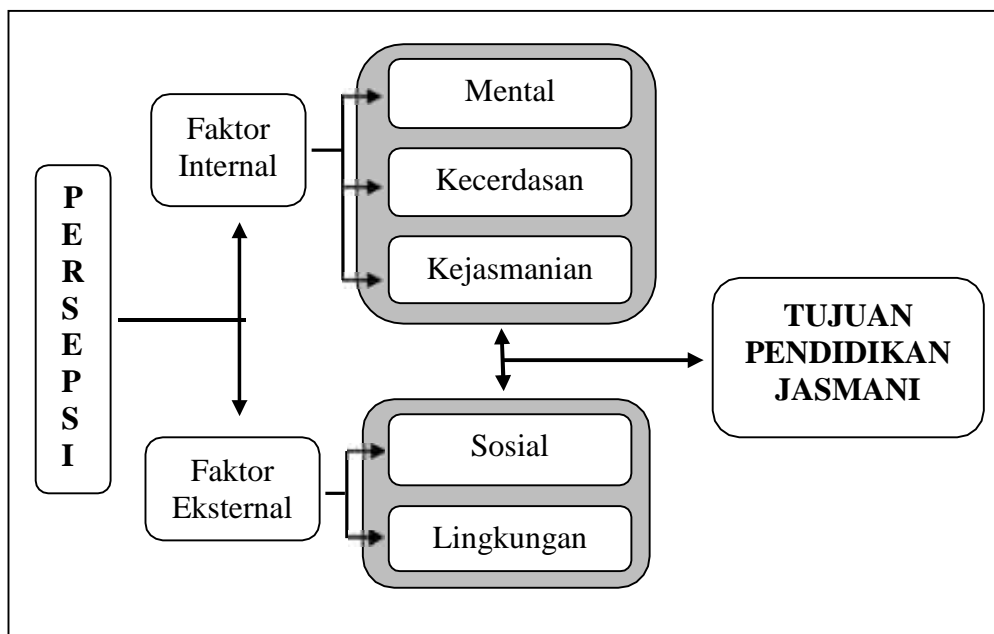 PERSEPSI
Faktor
Internal
Mental
Kecerdasan
Kejasmanian
Faktor
Eksternal
Sosial
Lingkungan
TUJUAN
PENDIDIKAN
JASMANI